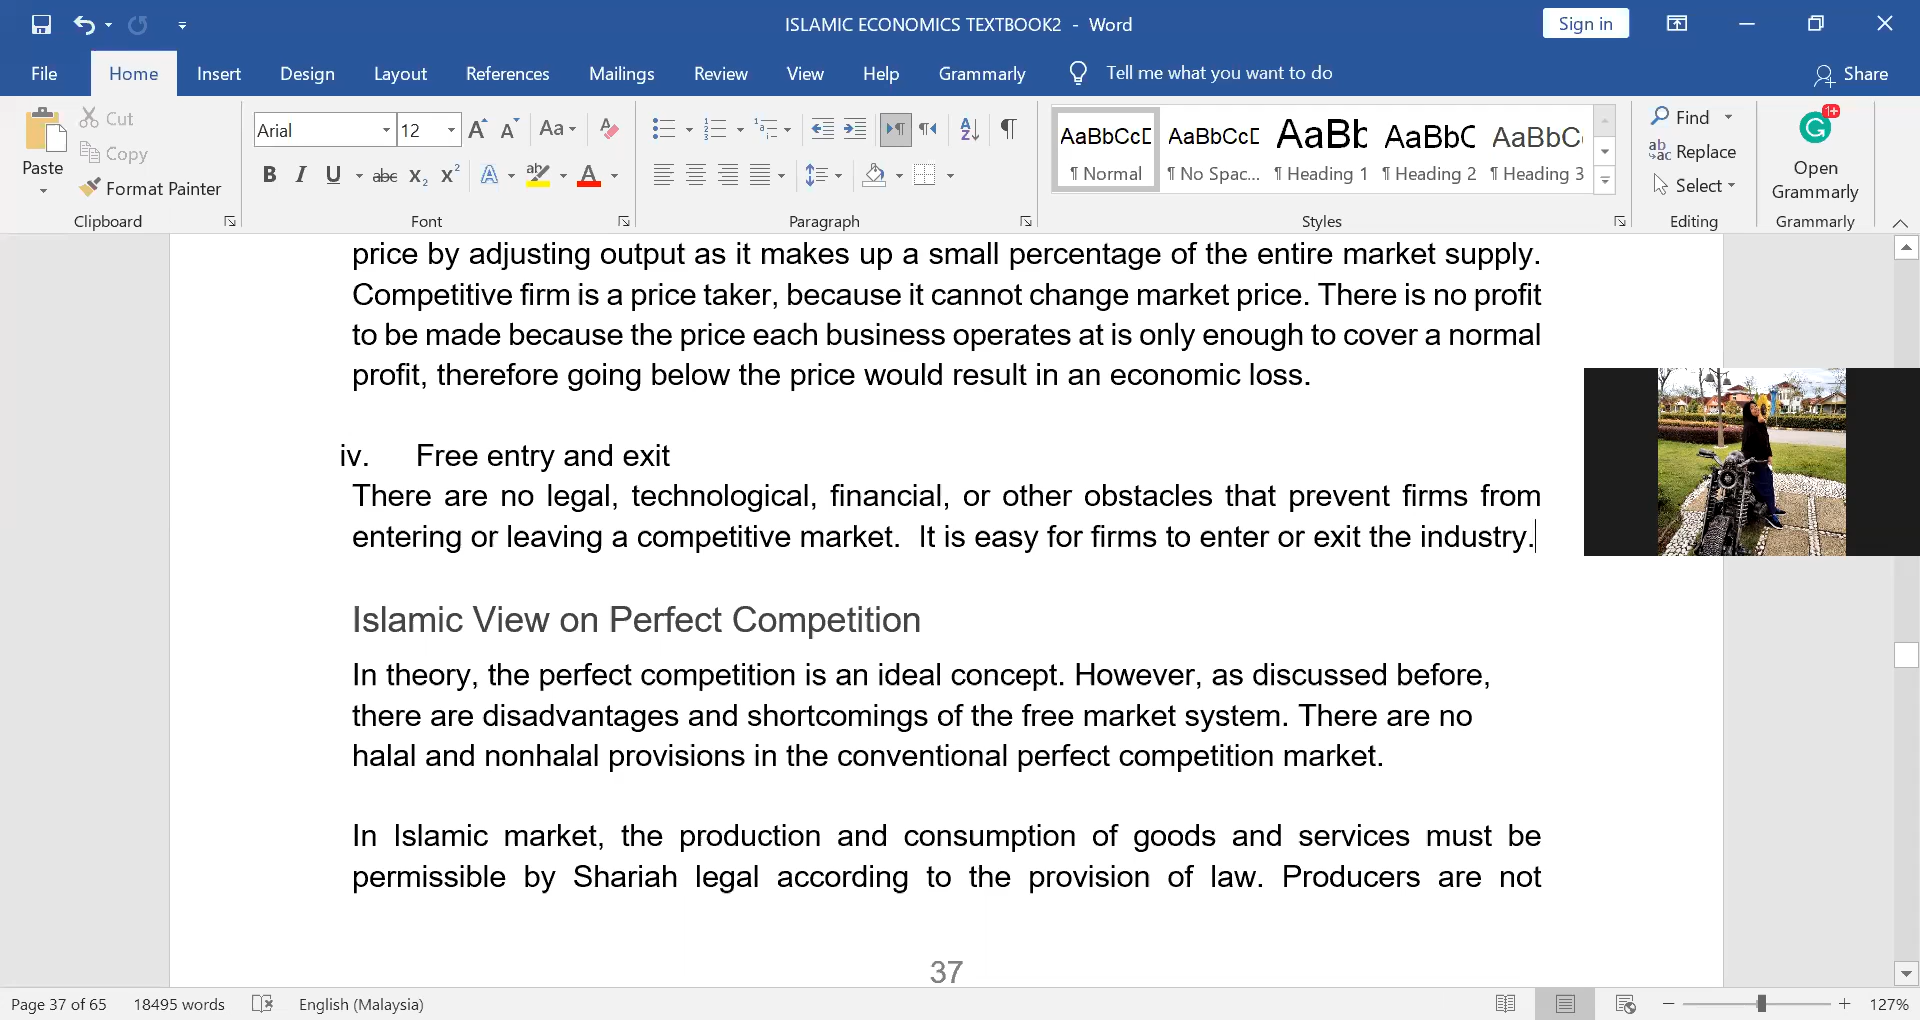 ISLAMIC ECONOMICS TEXTBOOK2 - Word
Sign in
File Home Insert Design Layout References Mailings Review View Help Grammarly Tell me what you want to do Share
Paste
Cut
Copy
Format Painter
Clipboard
Arial 12
Font
Paragraph
AaBbCcD AaBbCcD AaBb AaBbC AaBbC
¶ Normal ¶ No Spac... ¶ Heading 1 ¶ Heading 2 ¶ Heading 3
Styles
Find
Replace
Select
Editing
1+
Open
Grammarly
Grammarly
price by adjusting output as it makes up a small percentage of the entire market supply.
Competitive firm is a price taker, because it cannot change market price. There is no profit
to be made because the price each business operates at is only enough to cover a normal
profit, therefore going below the price would result in an economic loss.
iv. Free entry and exit
There are no legal, technological, financial, or other obstacles that prevent firms from
entering or leaving a competitive market.  It is easy for firms to enter or exit the industry.
Islamic View on Perfect Competition
In theory, the perfect competition is an ideal concept. However, as discussed before,
there are disadvantages and shortcomings of the free market system. There are no
halal and nonhalal provisions in the conventional perfect competition market.
In Islamic market, the production and consumption of goods and services must be
permissible by Shariah legal according to the provision of law. Producers are not
37
Page 37 of 65 18495 words English (Malaysia) 127%